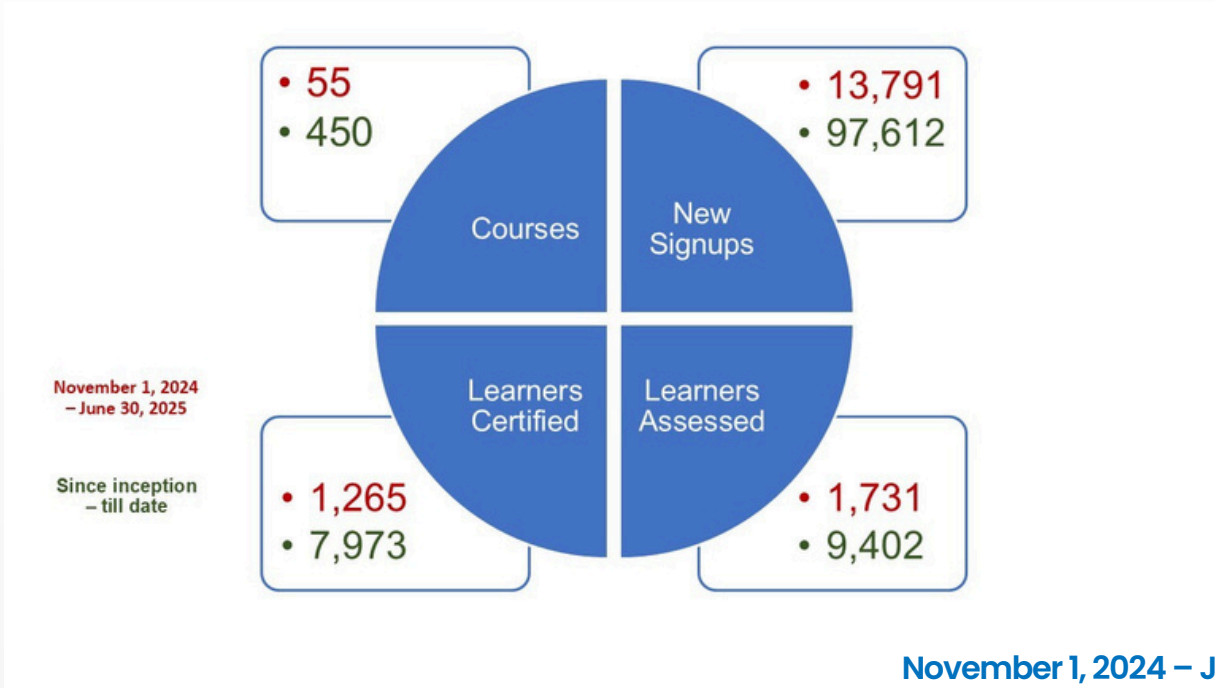 • 55
• 450
• 13,791
• 97,612
Courses
New
Signups
Learners
Certified
Learners
Assessed
November 1, 2024
– June 30, 2025
Since inception
– till date
• 1,265
• 7,973
• 1,731
• 9,402
November 1, 2024 – J